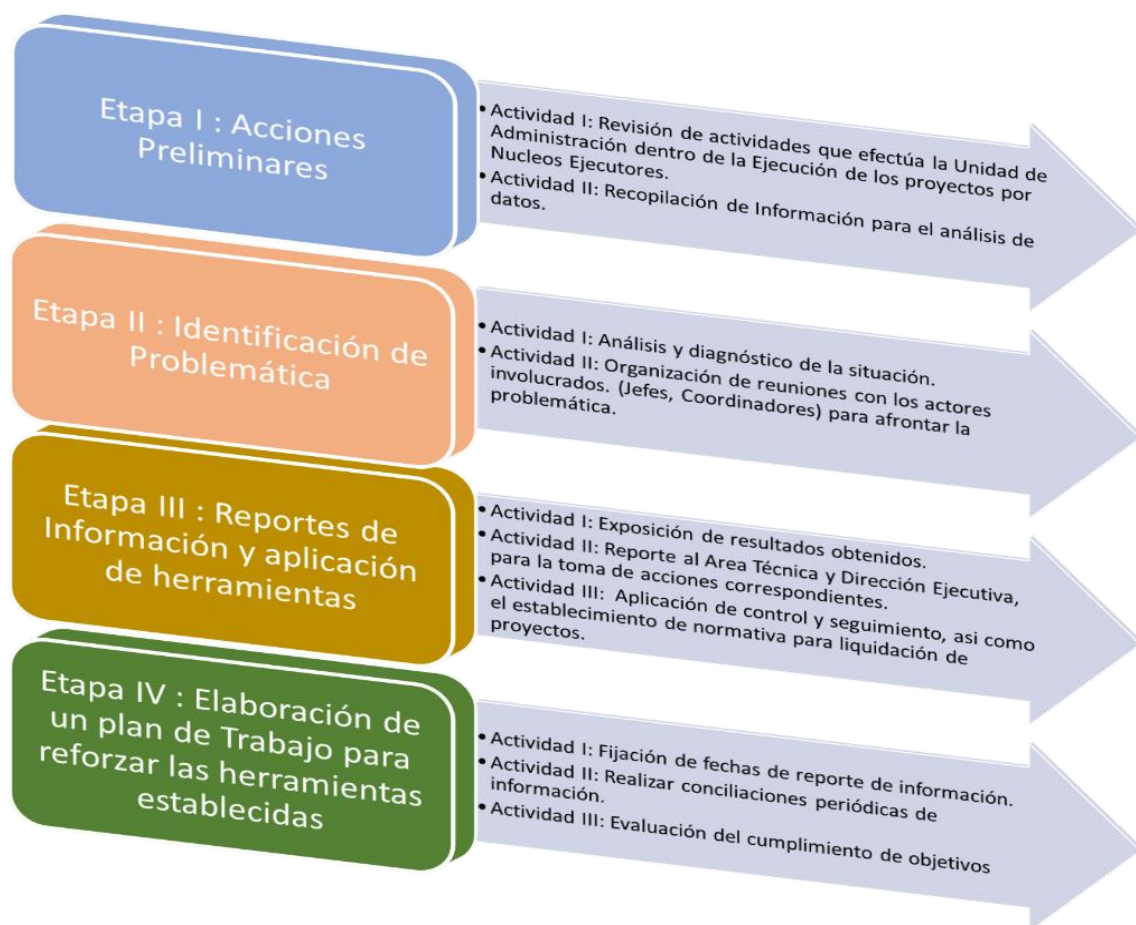 Etapa I : Acciones
Preliminares
• Actividad I: Revisión de actividades que efectúa la Unidad de
Administración dentro de la Ejecución de los proyectos por
Nucleos Ejecutores.
• Actividad II: Recopilación de Información para el análisis de
datos.
Etapa II : Identificación de
Problemática
• Actividad I: Análisis y diagnóstico de la situación.
• Actividad II: Organización de reuniones con los actores
involucrados. (Jefes, Coordinadores) para afrontar la
problemática.
Etapa III : Reportes de
Información y aplicación
de herramientas
• Actividad I: Exposición de resultados obtenidos.
• Actividad II: Reporte al Area Técnica y Dirección Ejecutiva,
para la toma de acciones correspondientes.
• Actividad III: Aplicación de control y seguimiento, asi como
el establecimiento de normativa para liquidación de
proyectos.
Etapa IV : Elaboración de
un plan de Trabajo para
reforzar las herramientas
establecidas
• Actividad I: Fijación de fechas de reporte de información.
• Actividad II: Realizar conciliaciones periódicas de
información.
• Actividad III: Evaluación del cumplimiento de objetivos